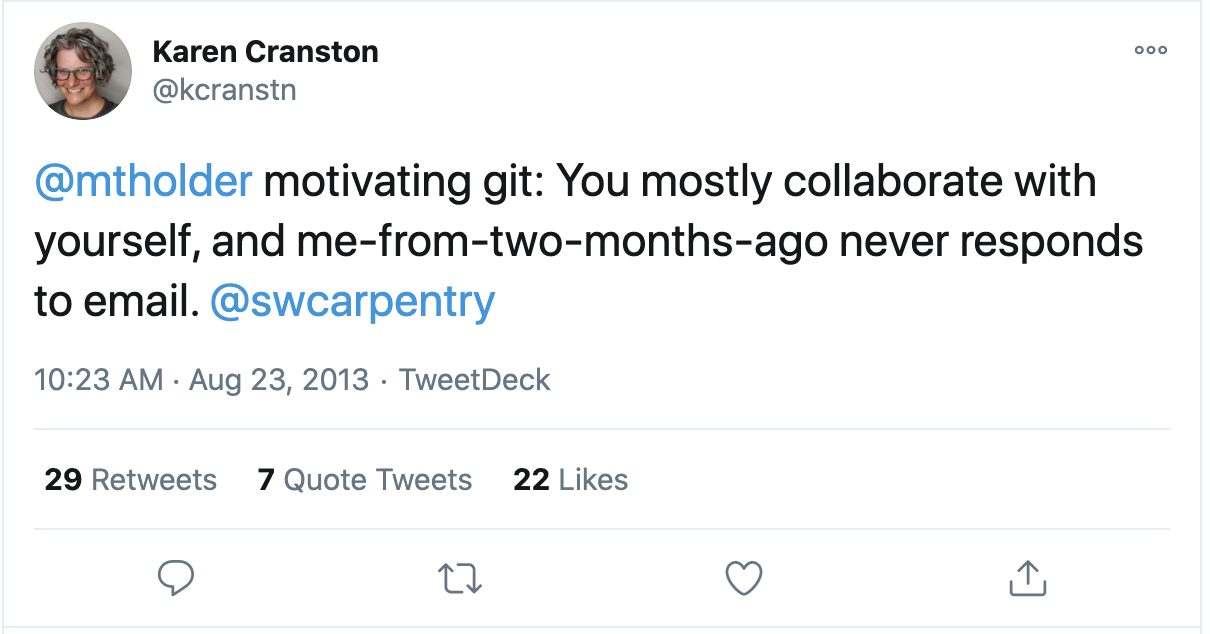 Karen Cranston
@kcranstn
@mtholder motivating git: You mostly collaborate with
yourself, and me-from-two-months-ago never responds
to email. @swcarpentry
10:23 AM · Aug 23, 2013 · TweetDeck
29 Retweets 7 Quote Tweets 22 Likes